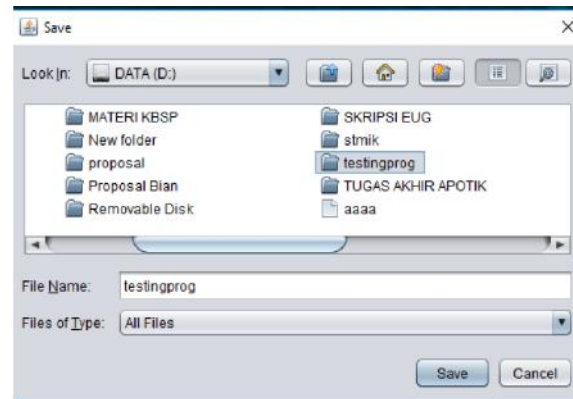 Save
Look In: DATA (D:)
MATERI KBSP
New folder
proposal
Proposal Bian
Removable Disk
SKRIPSI EUG
stmik
testingprog
TUGAS AKHIR APOTIK
aaaa
File Name: testingprog
Files of Type: All Files
Save Cancel